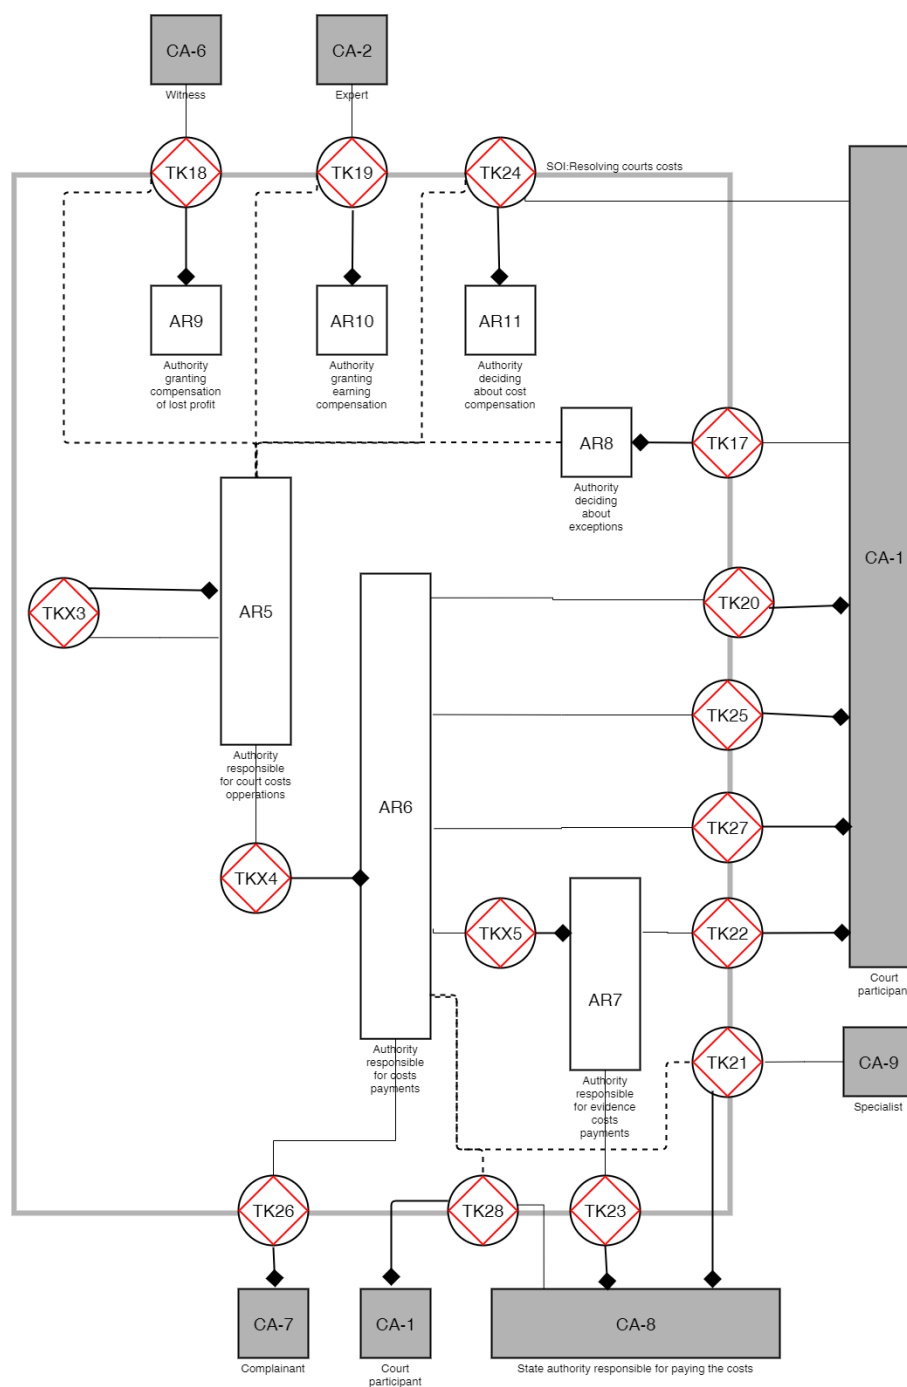 CA-6
CA-2
Witness
Expert
TK18
TK19
TK24
SOI:Resolving courts costs
AR9
AR10
AR11
Authority
granting
compensation
of lost profit
Authority
granting
earning
compensation
Authority
deciding
about cost
compensation
AR8
TK17
Authority
deciding
about
exceptions
CA-1
TKX3
AR5
TK20
TK25
Authority
responsible
for court costs
opperations
AR6
TK27
TKX4
TKX5
TK22
AR7
Court
participan
Authority
responsible
for costs
payments
TK21
CA-9
Authority
responsible
for evidence
costs
payments
Specialist
TK26
TK28
TK23
CA-7
CA-1
CA-8
Complainant
Court
participant
State authority responsible for paying the costs